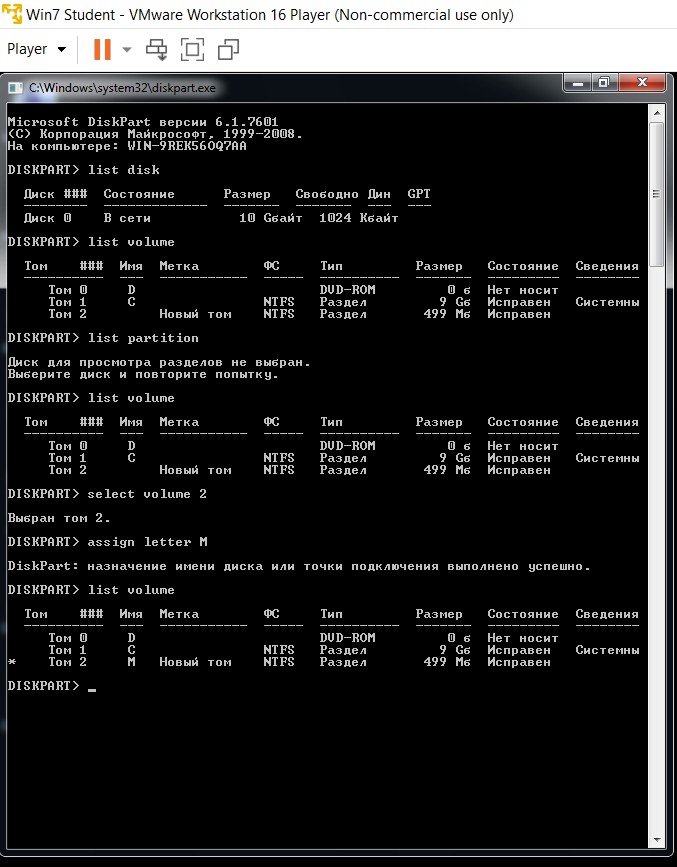 Win7 Student - VMware Workstation 16 Player (Non-commercial use only)
Player
C:\Windows\system32\diskpart.exe
Microsoft DiskPart версии 6.1.7601
(C) Корпорация Майкрософт, 1999-2008.
На компьютере: WIN-9REK56OQ7AA
DISKPART> list disk
Диск ### Состояние Размер Свободно Дин GPT
-------- ------------- ------- ------- --- ---
Диск 0 В сети 10 Gбайт 1024 Kбайт
DISKPART> list volume
Том ### Имя Метка ФС Тип Размер Состояние Сведения
---------- --- ----------- ----- ---------- ------- --------- --------
Том 0 D DVD-ROM 0 б Нет носит
Том 1 C NTFS Раздел 9 Gб Исправен Системны
Том 2 Новый том NTFS Раздел 499 Mб Исправен
DISKPART> list partition
Диск для просмотра разделов не выбран.
Выберите диск и повторите попытку.
DISKPART> list volume
Том ### Имя Метка ФС Тип Размер Состояние Сведения
---------- --- ----------- ----- ---------- ------- --------- --------
Том 0 D DVD-ROM 0 б Нет носит
Том 1 C NTFS Раздел 9 Gб Исправен Системны
Том 2 Новый том NTFS Раздел 499 Mб Исправен
DISKPART> select volume 2
Выбран том 2.
DISKPART> assign letter M
DiskPart: назначение имени диска или точки подключения выполнено успешно.
DISKPART> list volume
Том ### Имя Метка ФС Тип Размер Состояние Сведения
---------- --- ----------- ----- ---------- ------- --------- --------
Том 0 D DVD-ROM 0 б Нет носит
Том 1 C NTFS Раздел 9 Gб Исправен Системны
* Том 2 M Новый том NTFS Раздел 499 Mб Исправен
DISKPART> _